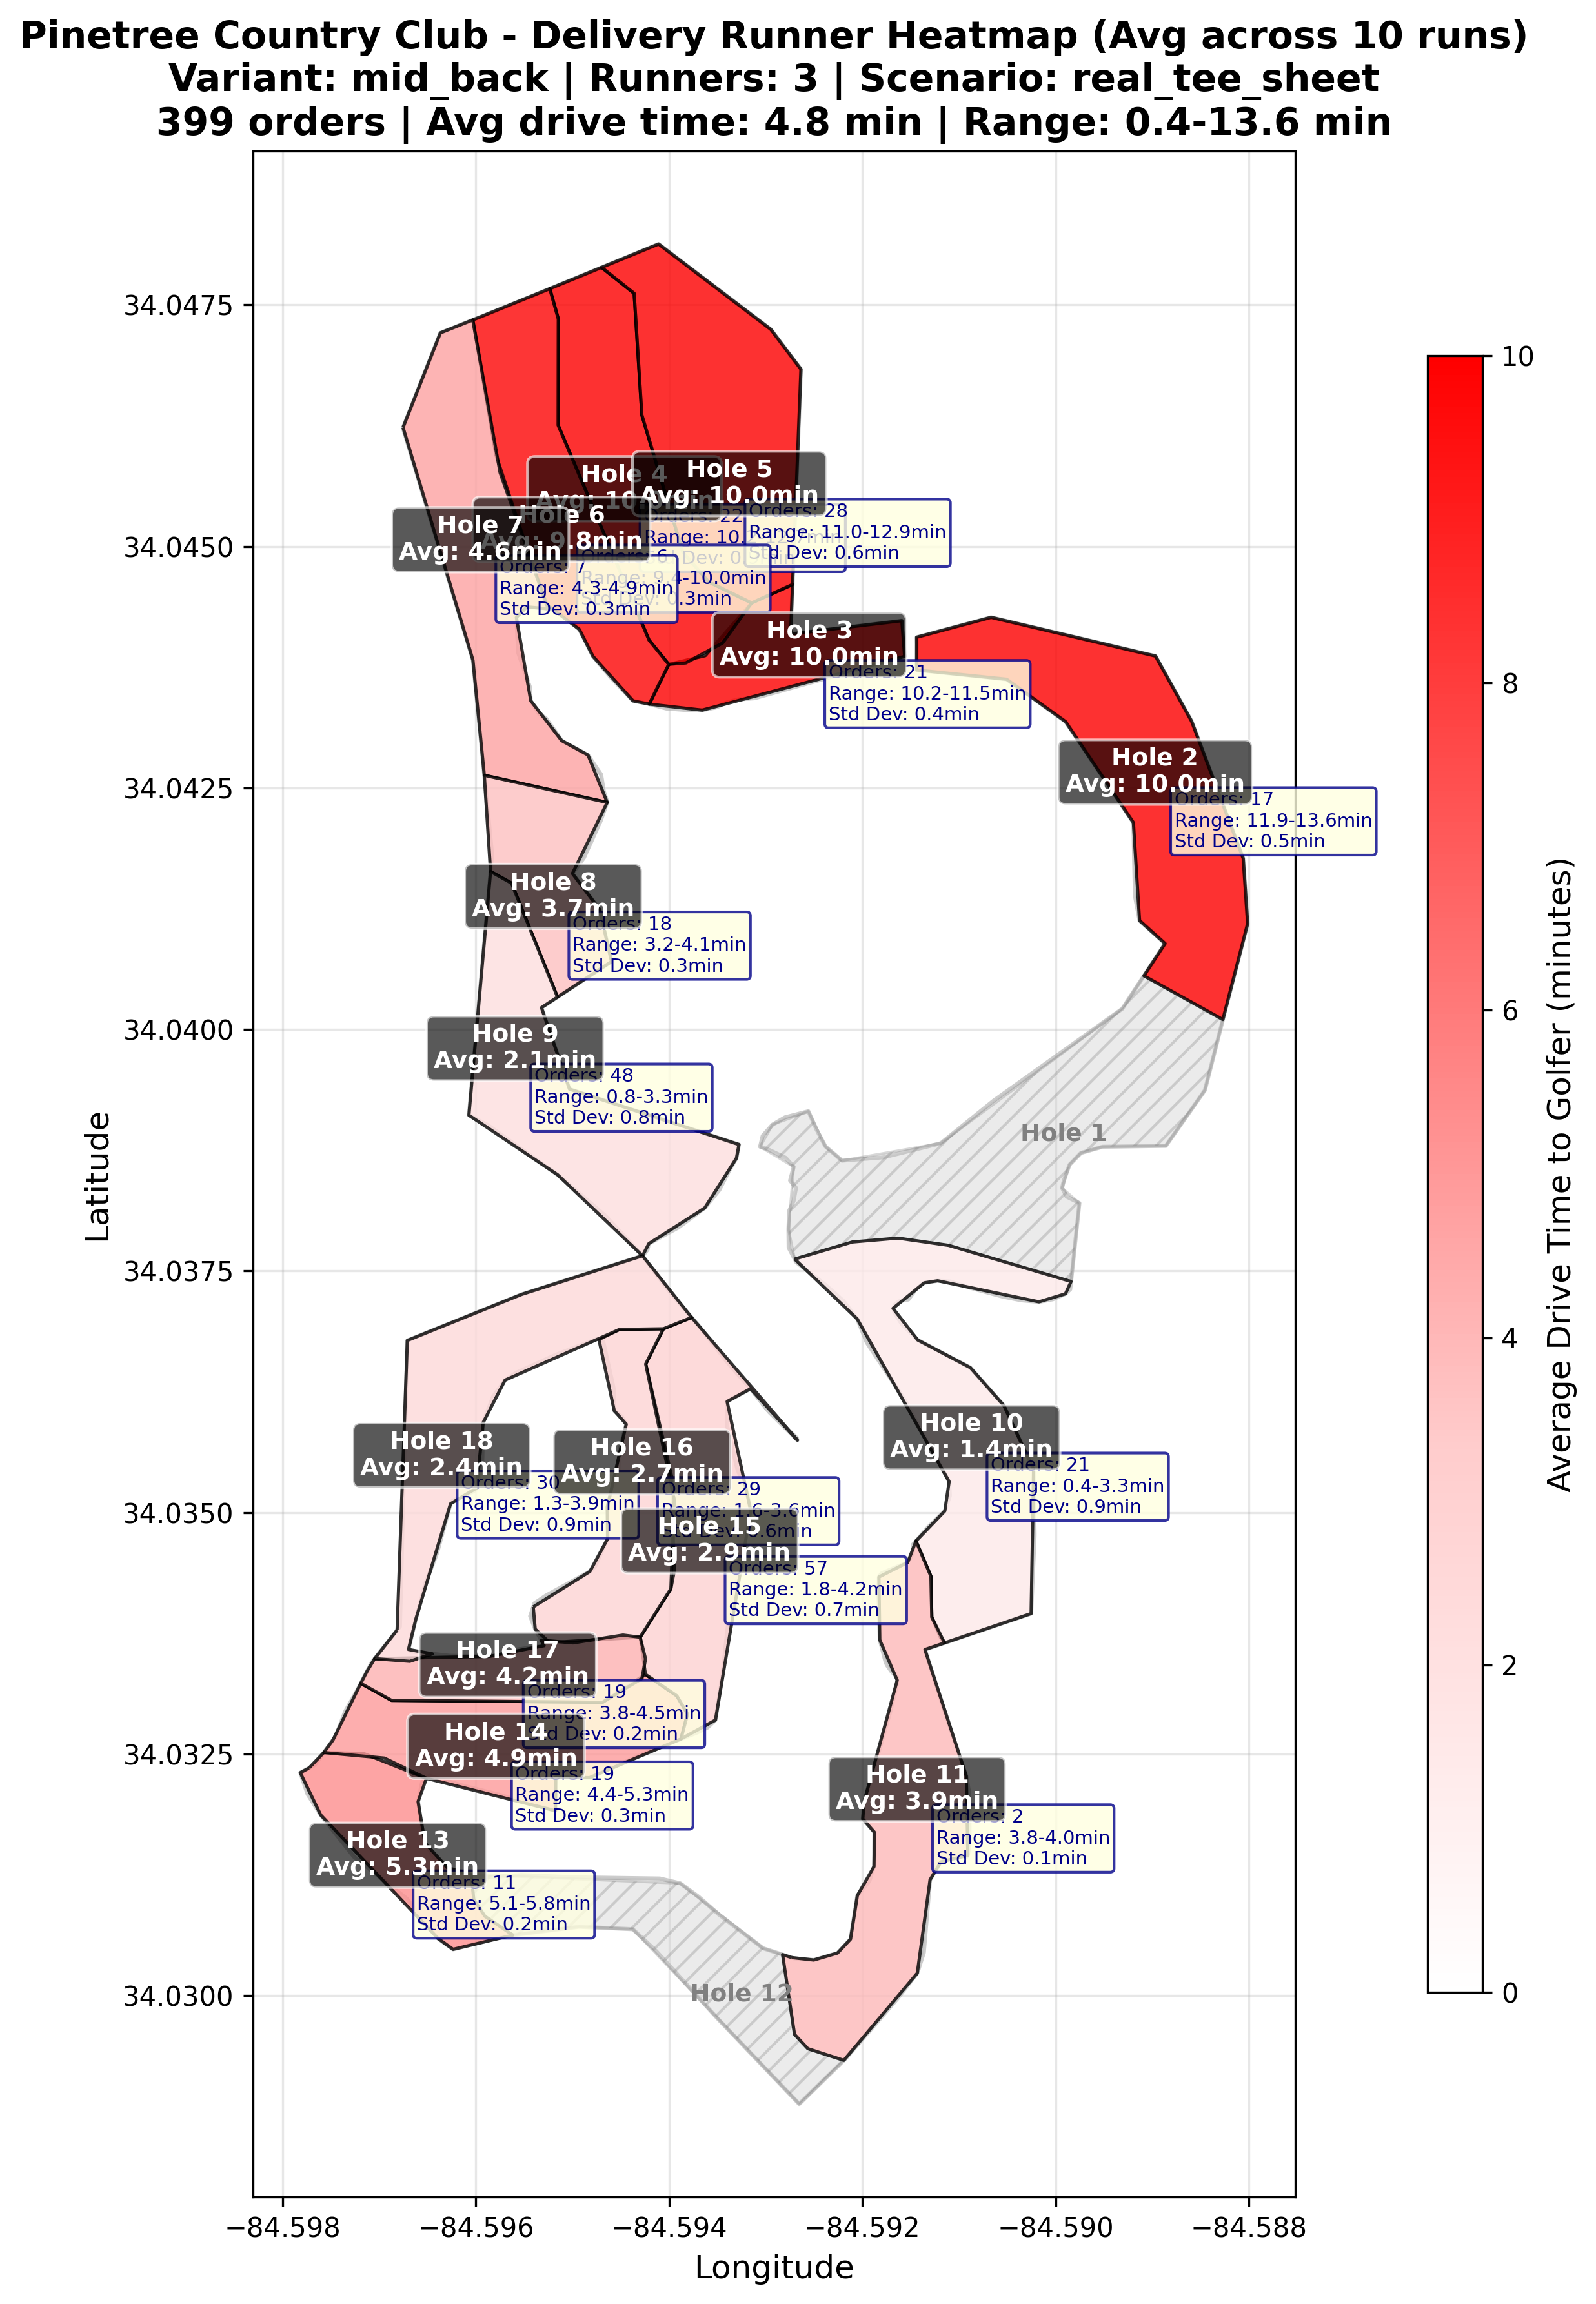 Pinetree Country Club - Delivery Runner Heatmap (Avg across 10 runs)
Variant: mid_back | Runners: 3 | Scenario: real_tee_sheet
399 orders | Avg drive time: 4.8 min | Range: 0.4-13.6 min
34.0475
34.0450
34.0425
34.0400
34.0375
34.0350
34.0325
34.0300
Latitude
−84.598
−84.596
−84.594
−84.592
−84.590
−84.588
Longitude
10
8
6
4
2
0
Average Drive Time to Golfer (minutes)
Hole 4
Hole 5
Avg: 10.0min
Orders: 28
Range: 11.0-12.9min
Std Dev: 0.6min
Hole 6
9.8min
Orders: 6
Range: 9.4-10.0min
0.3min
Hole 7
Avg: 4.6min
Orders: 7
Range: 4.3-4.9min
Std Dev: 0.3min
Hole 3
Avg: 10.0min
Orders: 21
Range: 10.2-11.5min
Std Dev: 0.4min
Hole 2
Avg: 10.0min
Orders: 17
Range: 11.9-13.6min
Std Dev: 0.5min
Hole 8
Avg: 3.7min
Orders: 18
Range: 3.2-4.1min
Std Dev: 0.3min
Hole 9
Avg: 2.1min
Orders: 48
Range: 0.8-3.3min
Std Dev: 0.8min
Hole 1
Hole 10
Avg: 1.4min
Orders: 21
Range: 0.4-3.3min
Std Dev: 0.9min
Hole 18
Avg: 2.4min
Orders: 30
Range: 1.3-3.9min
Std Dev: 0.9min
Hole 16
Avg: 2.7min
Orders: 29
Range: 1.6-3.6min
Std Dev: 0.6min
Hole 15
Avg: 2.9min
Orders: 57
Range: 1.8-4.2min
Std Dev: 0.7min
Hole 17
Avg: 4.2min
Orders: 19
Range: 3.8-4.5min
Std Dev: 0.2min
Hole 14
Avg: 4.9min
Orders: 19
Range: 4.4-5.3min
Std Dev: 0.3min
Hole 11
Avg: 3.9min
Orders: 2
Range: 3.8-4.0min
Std Dev: 0.1min
Hole 13
Avg: 5.3min
Orders: 11
Range: 5.1-5.8min
Std Dev: 0.2min
Hole 12